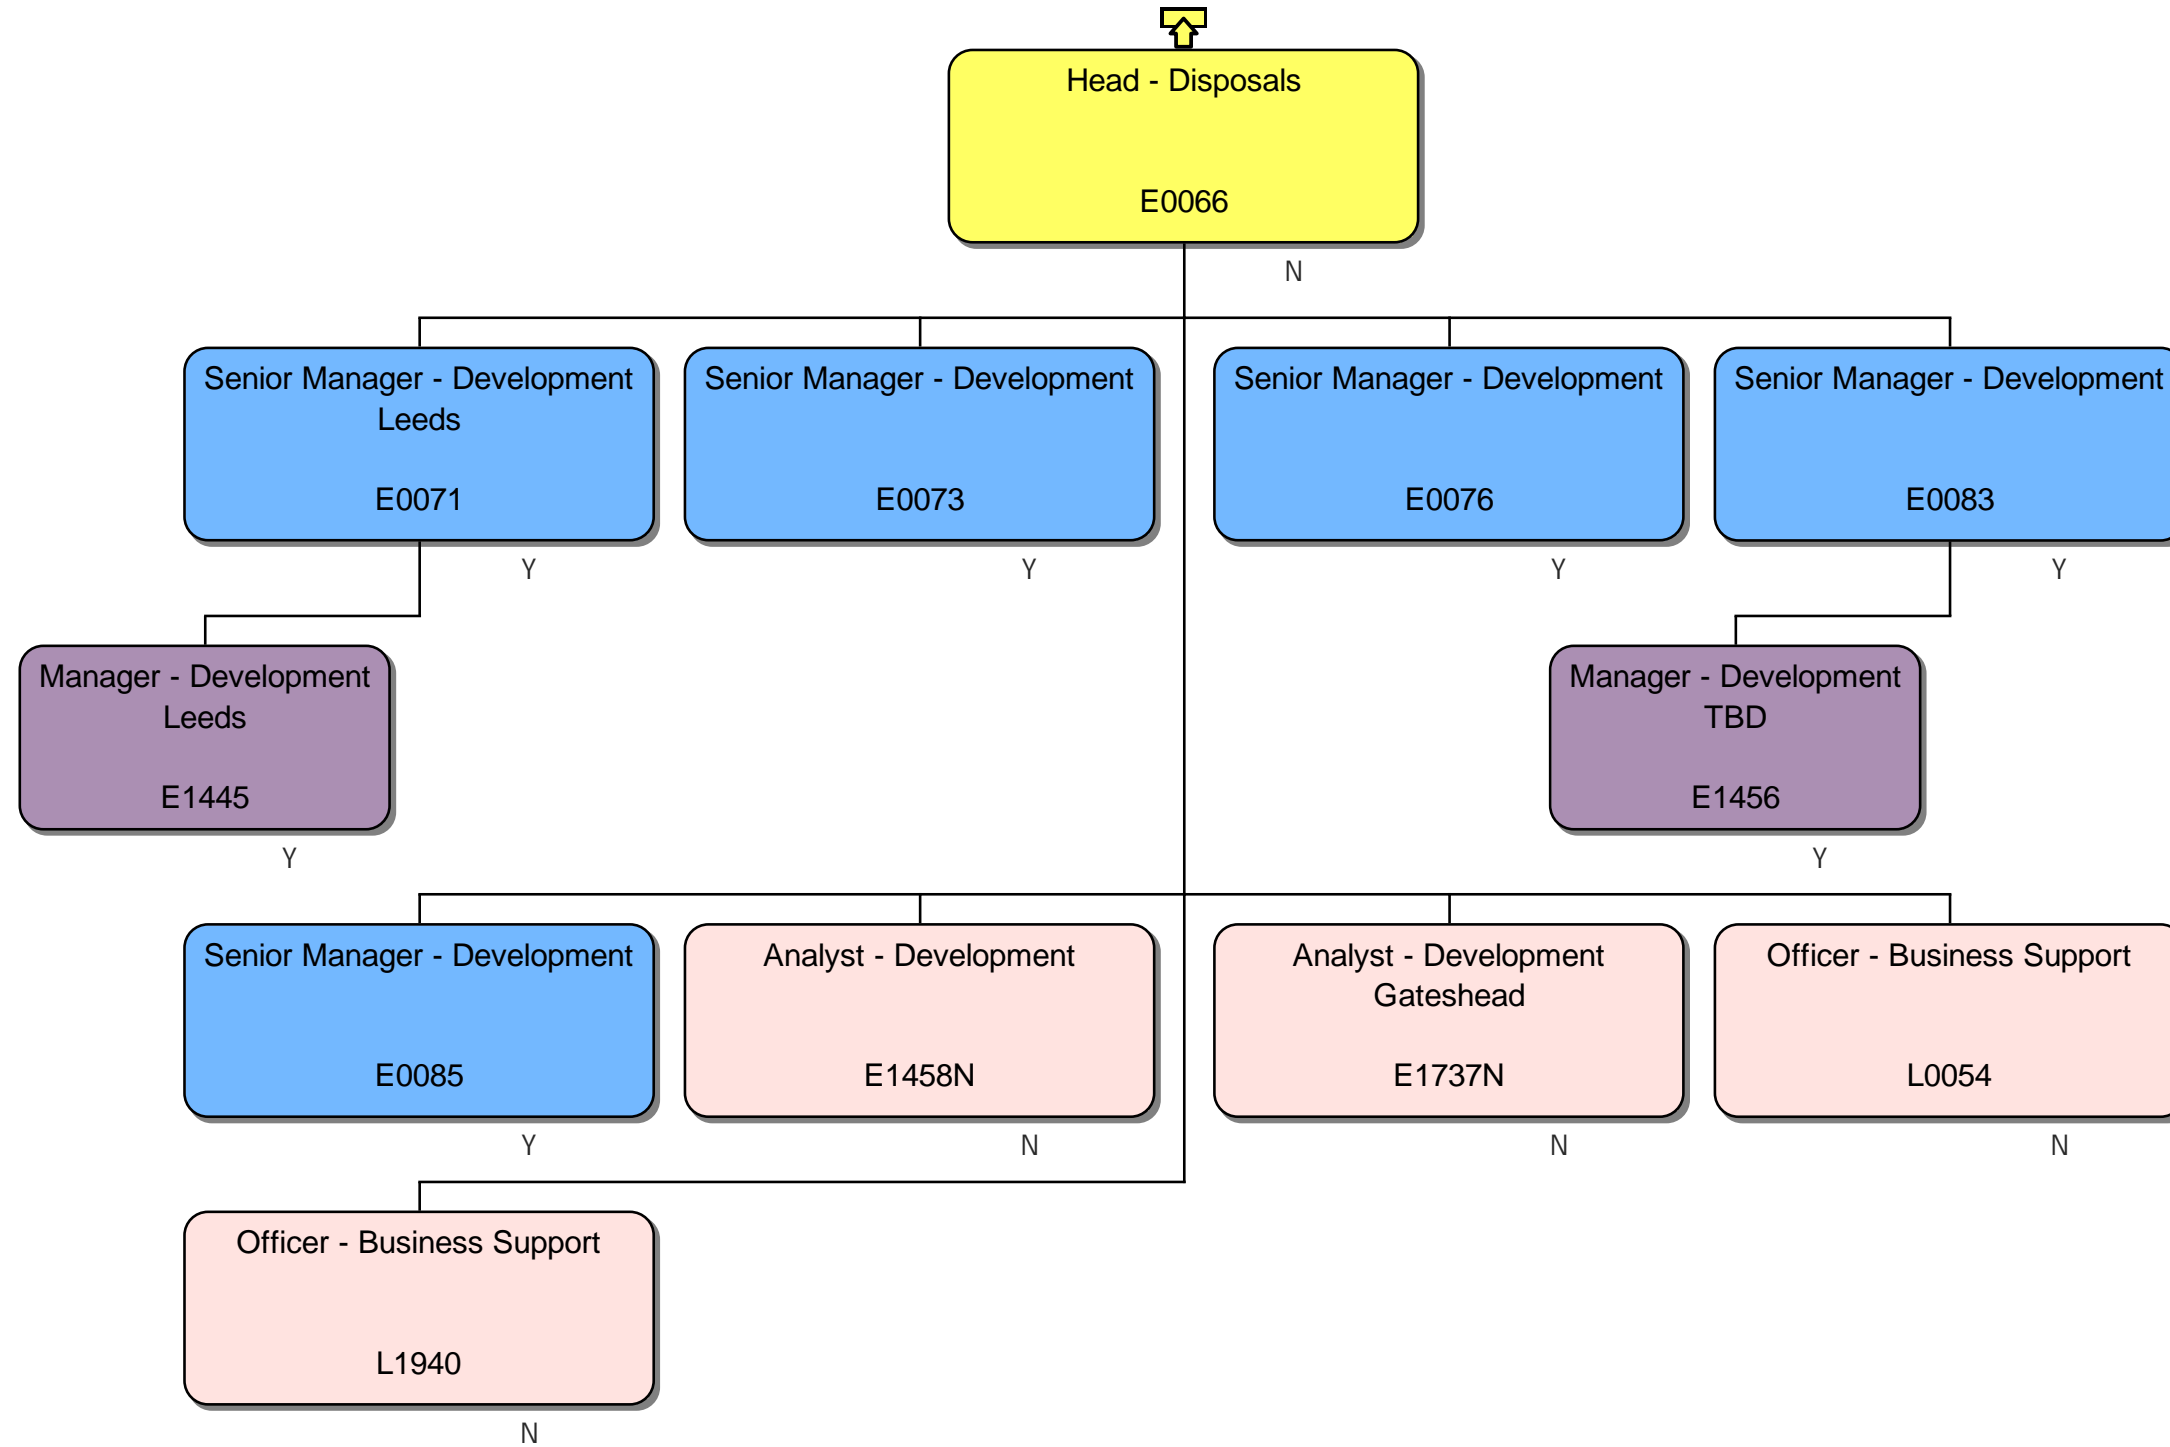 Head - Disposals
E0066
N
Senior Manager - Development
Leeds
E0071
Y
Senior Manager - Development
E0073
Y
Senior Manager - Development
E0076
Y
Senior Manager - Development
E0083
Y
Manager - Development
Leeds
E1445
Y
Manager - Development
TBD
E1456
Y
Senior Manager - Development
E0085
Y
Analyst - Development
E1458N
N
Analyst - Development
Gateshead
E1737N
N
Officer - Business Support
L0054
N
Officer - Business Support
L1940
N